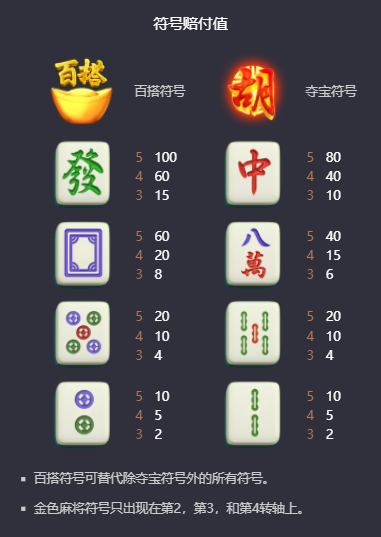 符号赔付值
百搭 胡
百搭符号 夺宝符号
發 5 100 中 5 80
4 60 4 40
3 15 3 10
5 60 八萬 5 40
4 20 4 15
3 8 3 6
5 20 5 20
4 10 4 10
3 4 3 4
5 10 5 10
4 5 4 5
3 2 3 2
百搭符号可替代除夺宝符号外的所有符号。
金色麻将符号只出现在第2，第3，和第4转轴上。